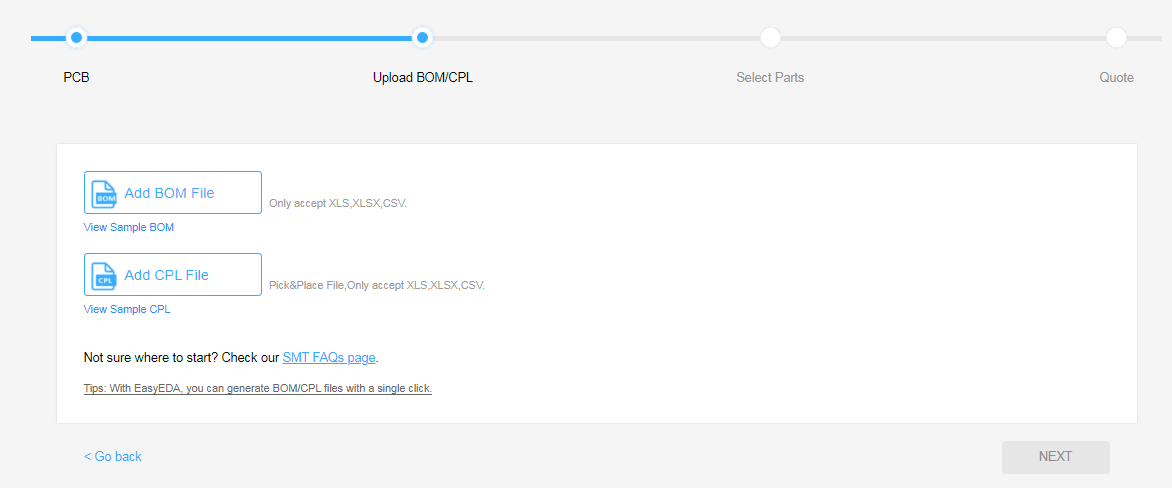 PCB
Upload BOM/CPL
Select Parts
Quote
BOM
Add BOM File
Only accept XLS,XLSX,CSV.
View Sample BOM
CPL
Add CPL File
Pick&Place File,Only accept XLS,XLSX,CSV.
View Sample CPL
Not sure where to start? Check our SMT FAQs page.
Tips: With EasyEDA, you can generate BOM/CPL files with a single click.
< Go back
NEXT